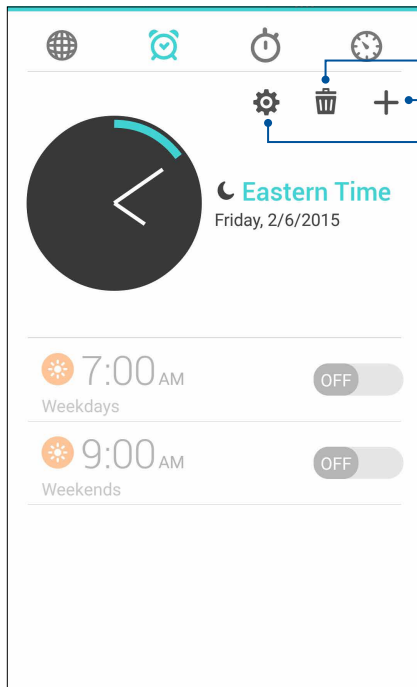 Eastern Time
Friday, 2/6/2015
7:00 AM
OFF
Weekdays
9:00 AM
OFF
Weekends